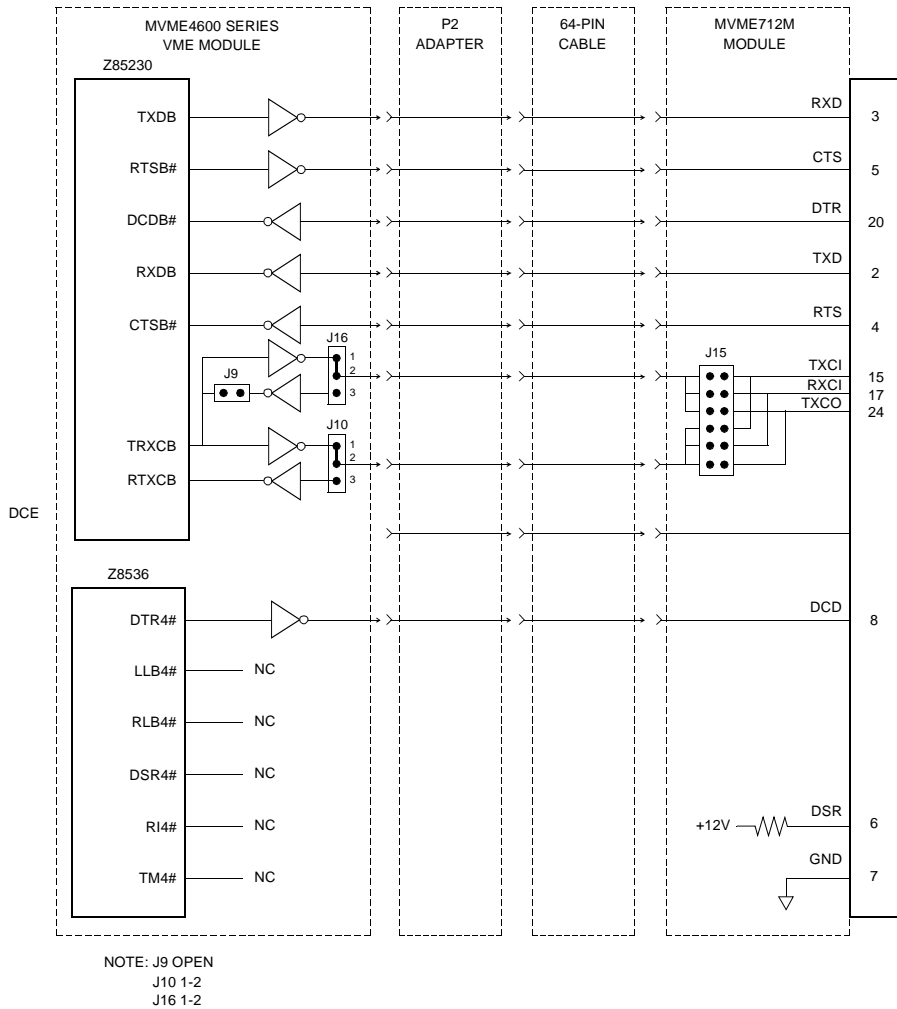 MVME4600 SERIES
VME MODULE
P2
ADAPTER
64-PIN
CABLE
MVME712M
MODULE
Z85230
TXDB
RXD
3
RTSB#
CTS
5
DCDB#
DTR
20
RXDB
TXD
2
CTSB#
RTS
4
J16
1
2
3
J9
J15
TXCI
15
RXCI
17
TXCO
24
J10
1
2
3
TRXCB
RTXCB
DCE
Z8536
DTR4#
DCD
8
LLB4#
NC
RLB4#
NC
DSR4#
NC
RI4#
NC
+12V
DSR
6
TM4#
NC
GND
7
NOTE: J9 OPEN
J10 1-2
J16 1-2